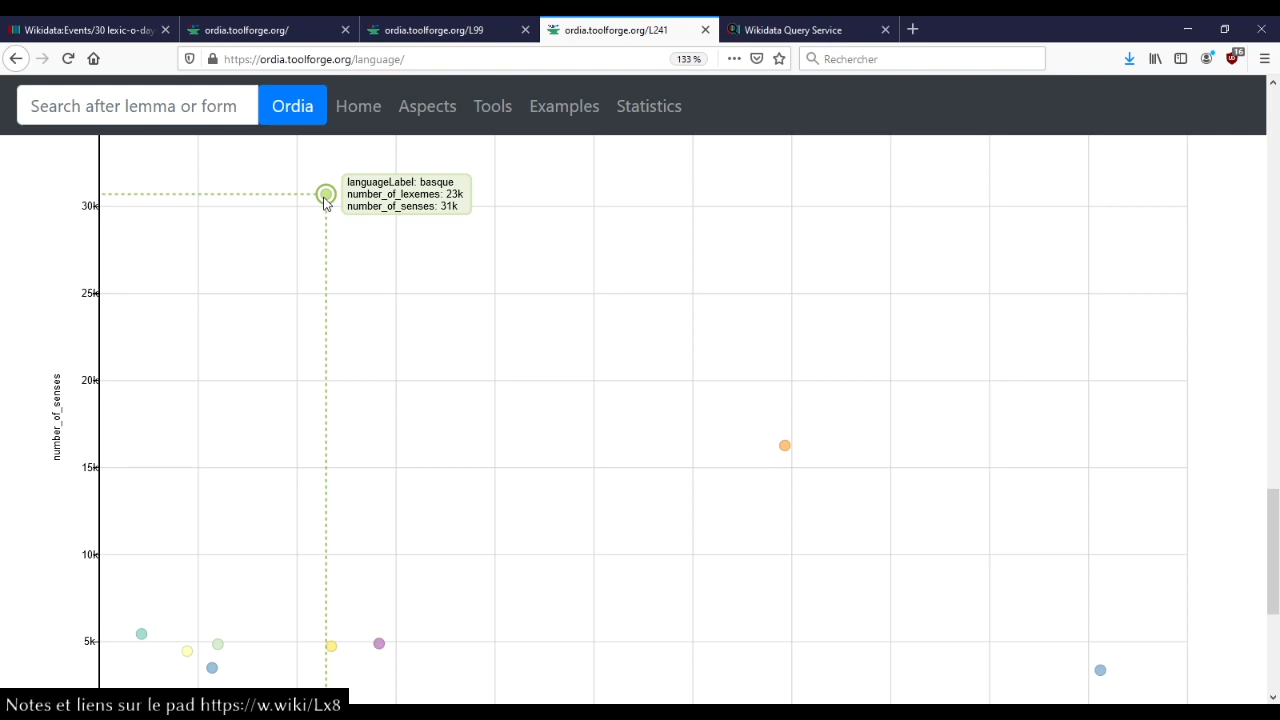 Wikidata:Events/30 lexic-o-day
ordia.toolforge.org/
ordia.toolforge.org/L99
ordia.toolforge.org/L241
Wikidata Query Service
https://ordia.toolforge.org/language/
133 %
Rechercher
16
Search after lemma or form
Ordia
Home
Aspects
Tools
Examples
Statistics
languageLabel: basque
number_of_lexemes: 23k
number_of_senses: 31k
30k
25k
20k
number_of_senses
15k
10k
5k
Notes et liens sur le pad https://w.wiki/Lx8